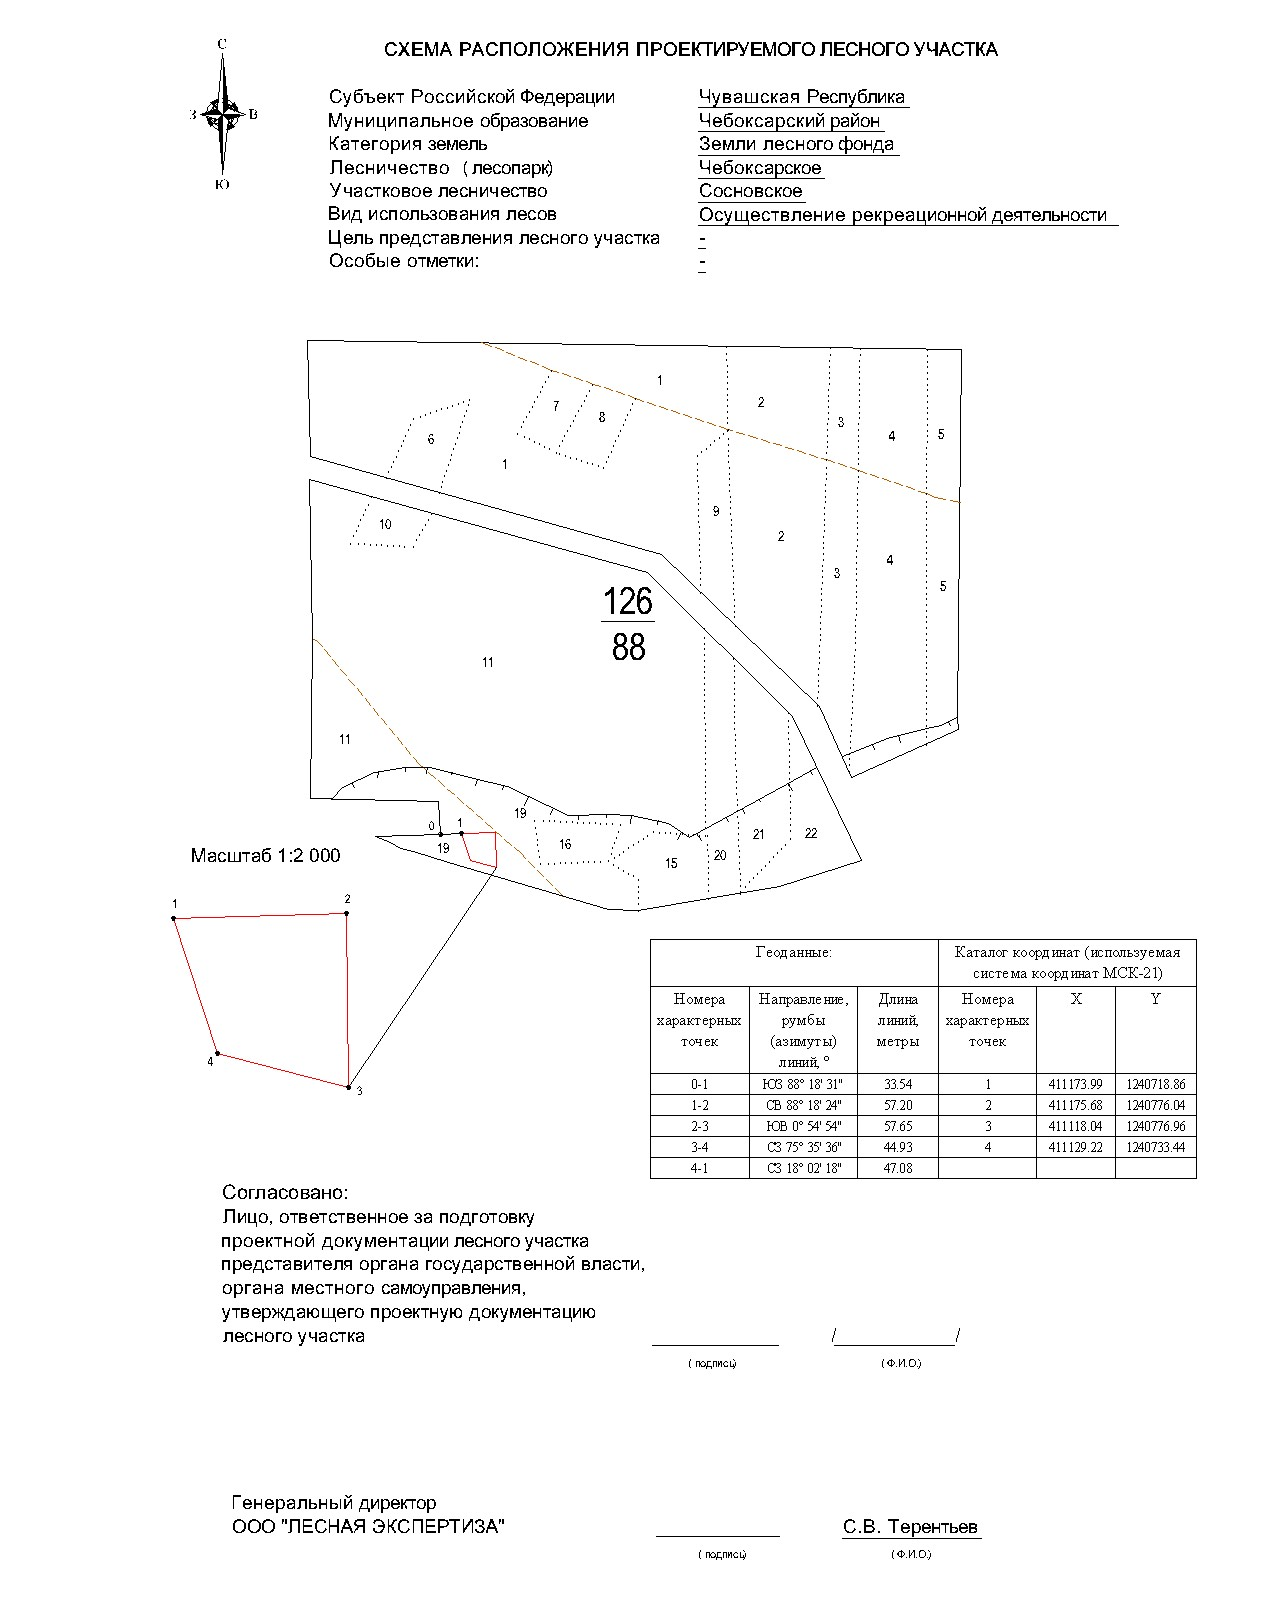 С
З
В
Ю
СХЕМА РАСПОЛОЖЕНИЯ ПРОЕКТИРУЕМОГО ЛЕСНОГО УЧАСТКА
Субъект Российской Федерации Чувашская Республика
Муниципальное образование Чебоксарский район
Категория земель Земли лесного фонда
Лесничество ( лесопарк) Чебоксарское
Участковое лесничество Сосновское
Вид использования лесов Осуществление рекреационной деятельности
Цель представления лесного участка -
Особые отметки: -
1
2
3
4
5
7
8
6
1
9
10
2
3
4
5
126
88
11
11
19
0
1
19
16
15
20
21
22
Масштаб 1:2 000
1
2
4
3
Геоданные: Каталог координат (используемая
система координат МСК-21)
Номера Направление, Длина Номера X Y
характерных румбы линий, характерных
точек (азимуты) метры точек
линий, °
0-1 ЮЗ 88° 18' 31" 33.54 1 411173.99 1240718.86
1-2 СВ 88° 18' 24" 57.20 2 411175.68 1240776.04
2-3 ЮВ 0° 54' 54" 57.65 3 411118.04 1240776.96
3-4 СЗ 75° 35' 36" 44.93 4 411129.22 1240733.44
4-1 СЗ 18° 02' 18" 47.08
Согласовано:
Лицо, ответственное за подготовку
проектной документации лесного участка
представителя органа государственной власти,
органа местного самоуправления,
утверждающего проектную документацию
лесного участка / /
( подпись) ( Ф.И.О.)
Генеральный директор
ООО "ЛЕСНАЯ ЭКСПЕРТИЗА" С.В. Терентьев
( подпись) ( Ф.И.О.)